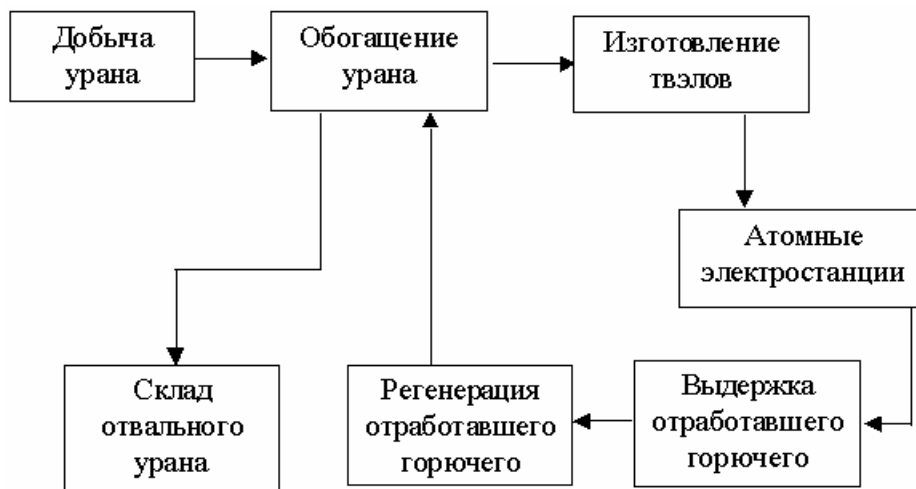 Добыча
урана
Обогащение
урана
Изготовление
твэлов
Атомные
электростанции
Склад
отвального
урана
Регенерация
отработавшего
горючего
Выдержка
отработавшего
горючего